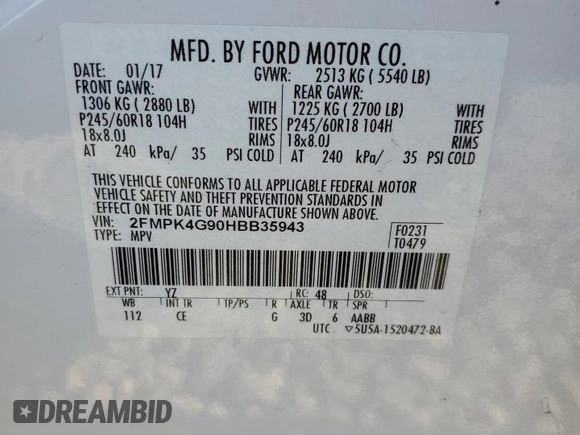 MFD. BY FORD MOTOR CO.
DATE: 01/17 GVWR: 2513 KG ( 5540 LB)
FRONT GAWR: REAR GAWR:
1306 KG ( 2880 LB) WITH 1225 KG ( 2700 LB) WITH
P245/60R18 104H TIRES P245/60R18 104H TIRES
18x8.0J RIMS 18x8.0J RIMS
AT 240 kPa/ 35 PSI COLD AT 240 kPa/ 35 PSI COLD
THIS VEHICLE CONFORMS TO ALL APPLICABLE FEDERAL MOTOR
VEHICLE SAFETY AND THEFT PREVENTION STANDARDS IN
EFFECT ON THE DATE OF MANUFACTURE SHOWN ABOVE.
VIN: 2FMPK4G90HBB35943 F0231
TYPE: MPV T0479
EXT PNT: YZ RC: 48 DSO:
WB INT TR TP/PS R AXLE TR SPR
112 CE G 3D 6 AABB
UTC ▽5U5A-1520472-BA
DREAMBID